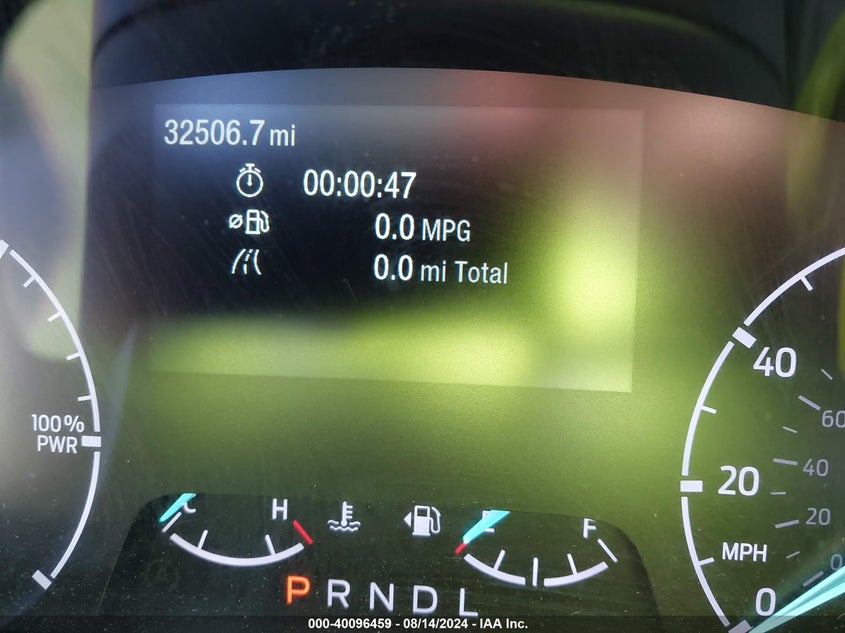 32506.7 mi
00:00:47
0.0 MPG
0.0 mi Total
100%
PWR
40
60
20
40
20
MPH
0
0
C H
E F
P R N D L
000-40096459 - 08/14/2024 - IAA Inc.